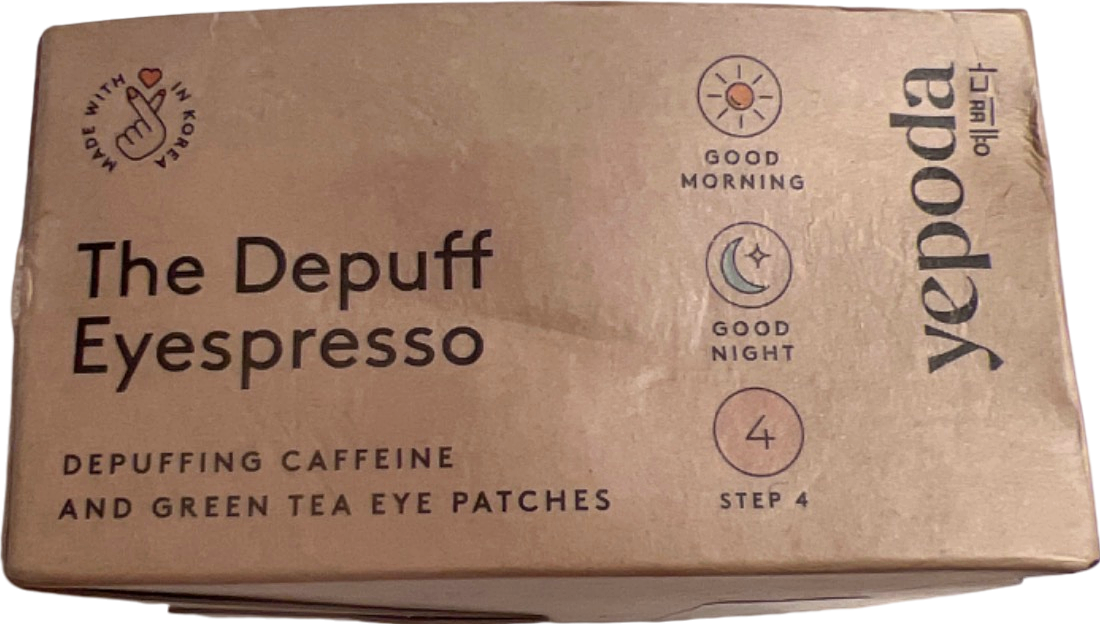 MADE WITH IN KOREA
The Depuff
Eyespresso
DEPUFFING CAFFEINE
AND GREEN TEA EYE PATCHES
GOOD
MORNING
GOOD
NIGHT
4
STEP 4
yepoda
예쁘다